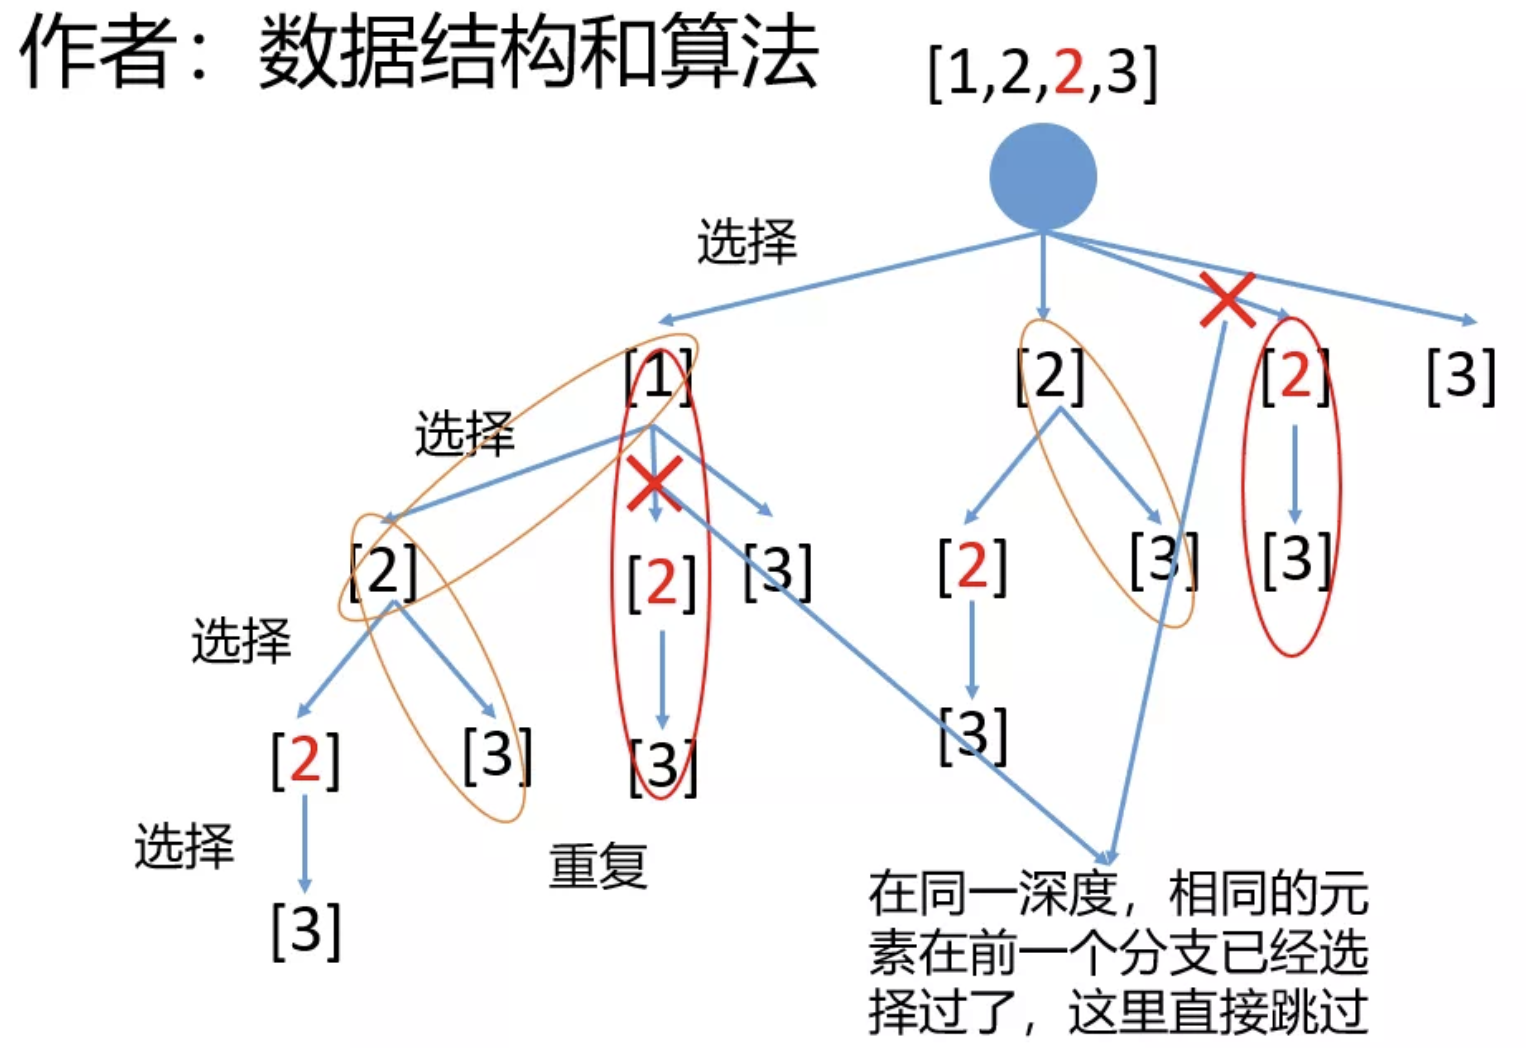 作者：数据结构和算法
[1,2,2,3]
选择
[1]
[2]
[2]
[3]
选择
[2]
[2]
[3]
[2]
[3]
[3]
选择
[2]
[3]
[3]
[3]
选择
重复
[3]
在同一深度，相同的元
素在前一个分支已经选
择过了，这里直接跳过